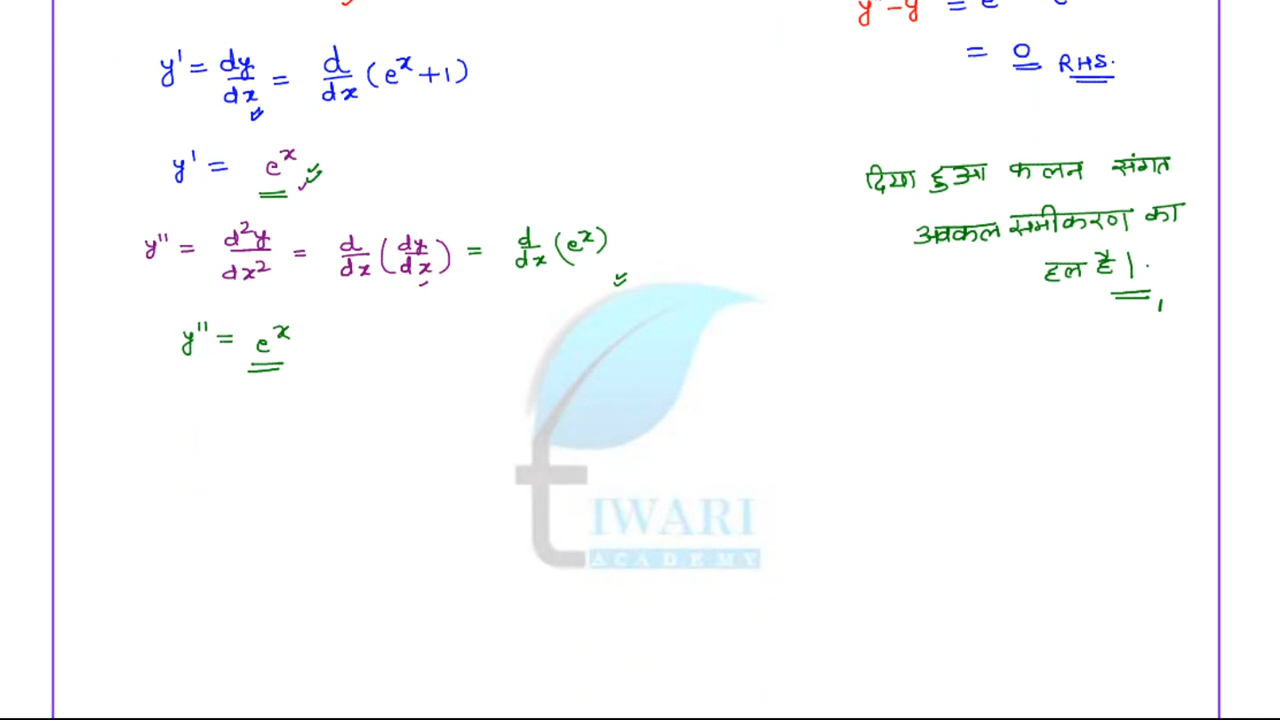 y' = dy/dx = d/dx (e^x + 1)
y' = e^x
y'' = d²y/dx² = d/dx (dy/dx) = d/dx (e^x)
y'' = e^x
y'' - y' = e
= 0 RHS.
दिया हुआ फलन संगत
अवकल समीकरण का
हल है।
TIWARI
ACADEMY